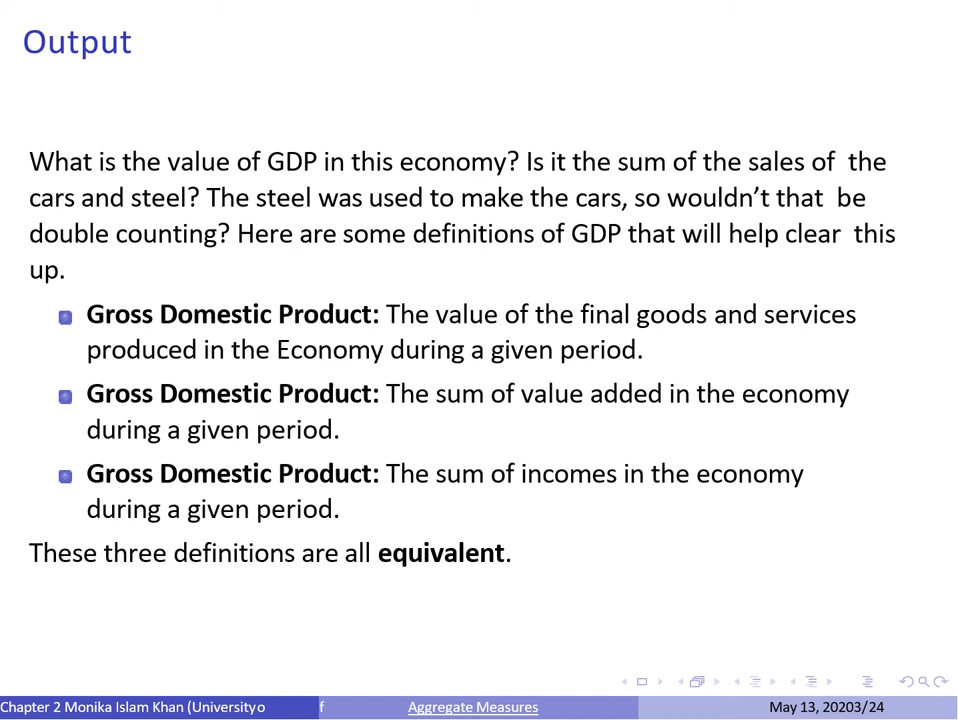 Output
What is the value of GDP in this economy? Is it the sum of the sales of the
cars and steel? The steel was used to make the cars, so wouldn’t that be
double counting? Here are some definitions of GDP that will help clear this
up.
Gross Domestic Product: The value of the final goods and services
produced in the Economy during a given period.
Gross Domestic Product: The sum of value added in the economy
during a given period.
Gross Domestic Product: The sum of incomes in the economy
during a given period.
These three definitions are all equivalent.
Chapter 2 Monika Islam Khan (Universityo f Aggregate Measures May 13, 20203/24